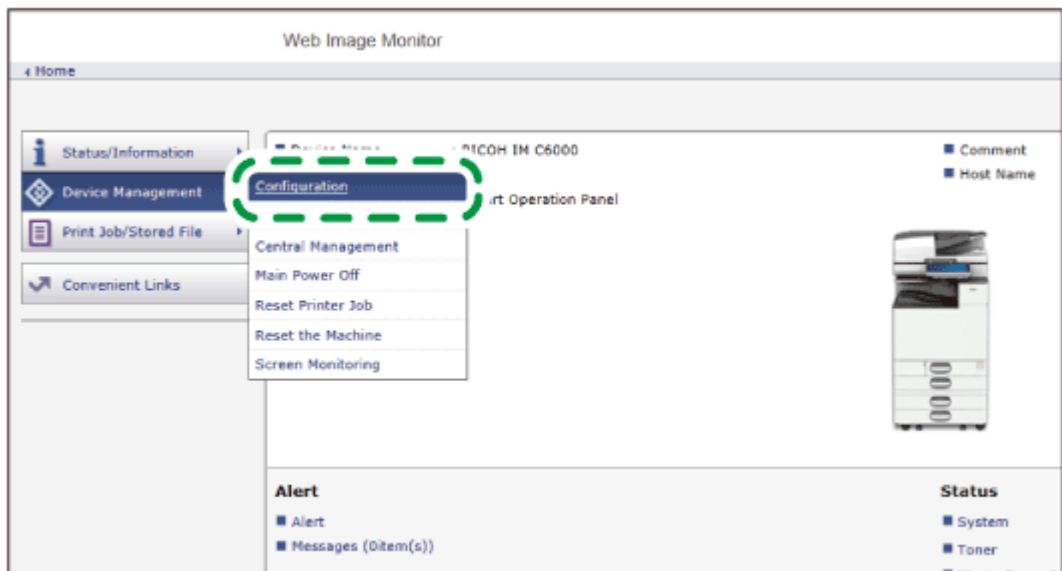 Web Image Monitor
Home
Status/Information
Device Name : RICOH IM C6000
Comment
Device Management
Configuration
Host Name
rt Operation Panel
Print Job/Stored File
Central Management
Main Power Off
Convenient Links
Reset Printer Job
Reset the Machine
Screen Monitoring
Alert
Status
Alert
System
Messages (0item(s))
Toner